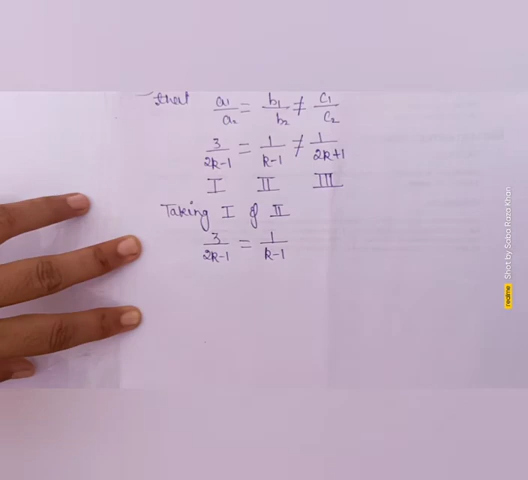 that a1/a2 = b1/b2 ≠ c1/c2
3/2k-1 = 1/k-1 ≠ 1/2k+1
I II III
Taking I & II
3/2k-1 = 1/k-1
realme Shot by Saba Raza Khan